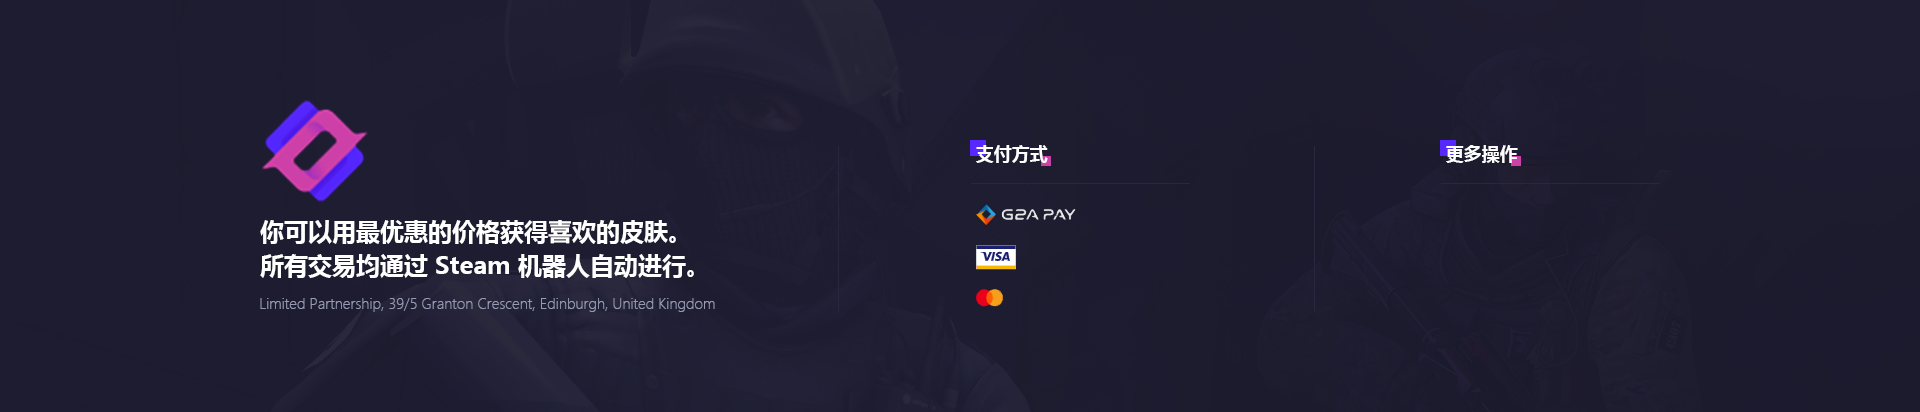 你可以用最优惠的价格获得喜欢的皮肤。
所有交易均通过 Steam 机器人自动进行。
Limited Partnership, 39/5 Granton Crescent, Edinburgh, United Kingdom
支付方式
G2A PAY
VISA
更多操作